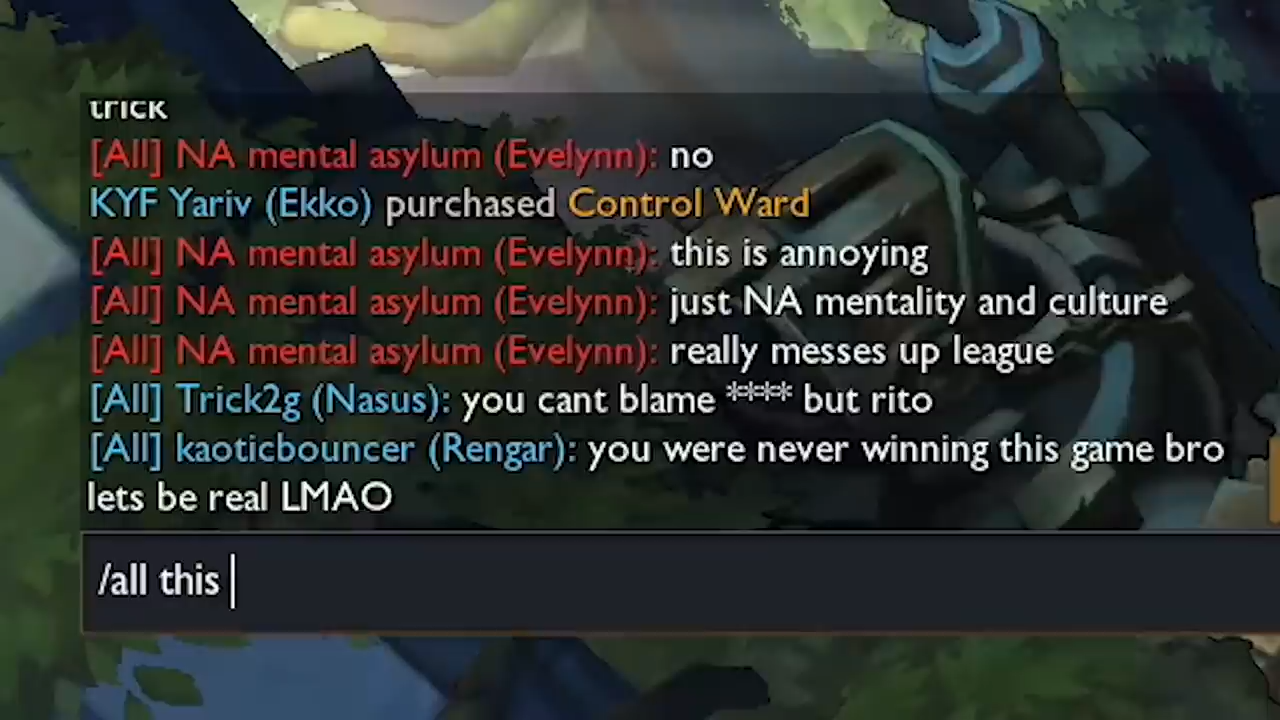 trick
[All] NA mental asylum (Evelynn): no
KYF Yariv (Ekko) purchased Control Ward
[All] NA mental asylum (Evelynn): this is annoying
[All] NA mental asylum (Evelynn): just NA mentality and culture
[All] NA mental asylum (Evelynn): really messes up league
[All] Trick2g (Nasus): you cant blame **** but rito
[All] kaoticbouncer (Rengar): you were never winning this game bro
lets be real LMAO
/all this